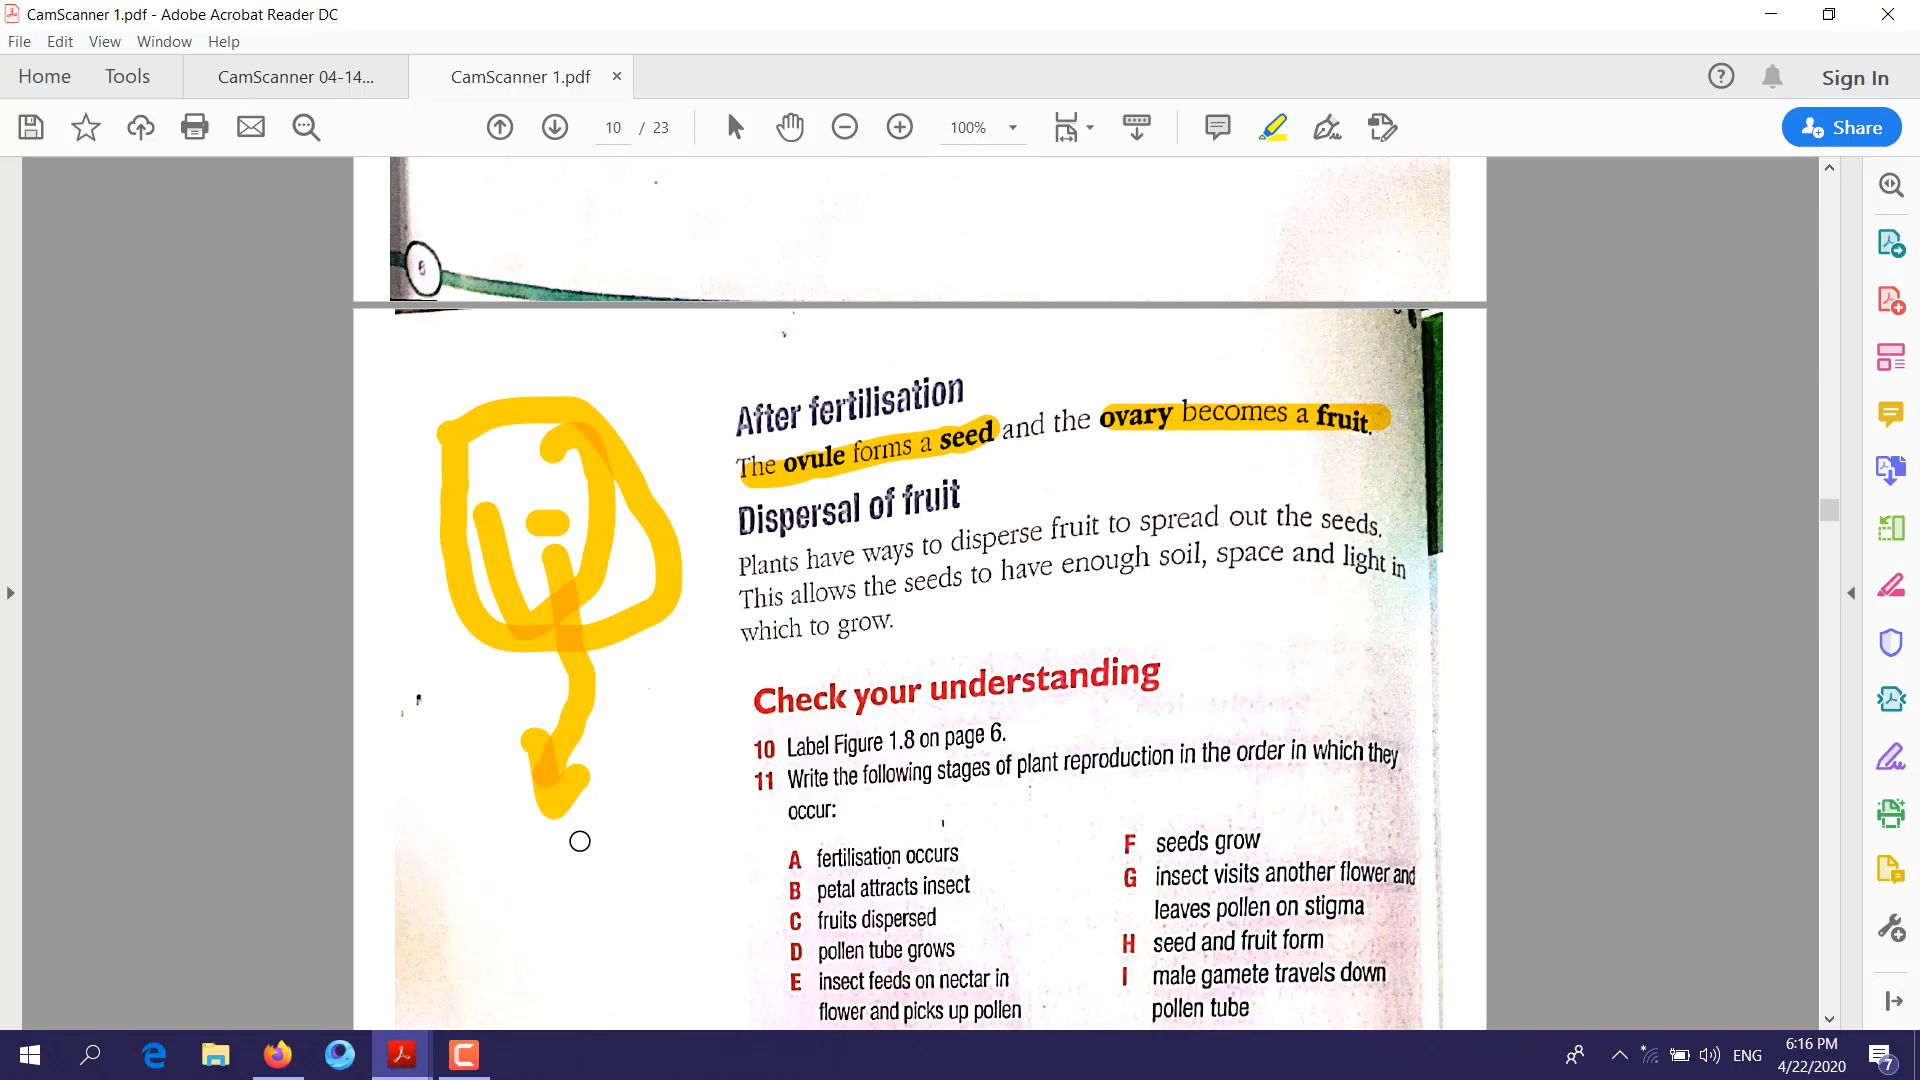 CamScanner 1.pdf - Adobe Acrobat Reader DC
File Edit View Window Help
Home Tools CamScanner 04-14... CamScanner 1.pdf × Sign In
10 / 23 100% Share
6
After fertilisation
The ovule forms a seed and the ovary becomes a fruit.
Dispersal of fruit
Plants have ways to disperse fruit to spread out the seeds.
This allows the seeds to have enough soil, space and light in
which to grow.
Check your understanding
10 Label Figure 1.8 on page 6.
11 Write the following stages of plant reproduction in the order in which they
occur:
A fertilisation occurs
B petal attracts insect
C fruits dispersed
D pollen tube grows
E insect feeds on nectar in
flower and picks up pollen
F seeds grow
G insect visits another flower and
leaves pollen on stigma
H seed and fruit form
I male gamete travels down
pollen tube
ENG
6:16 PM
4/22/2020
7